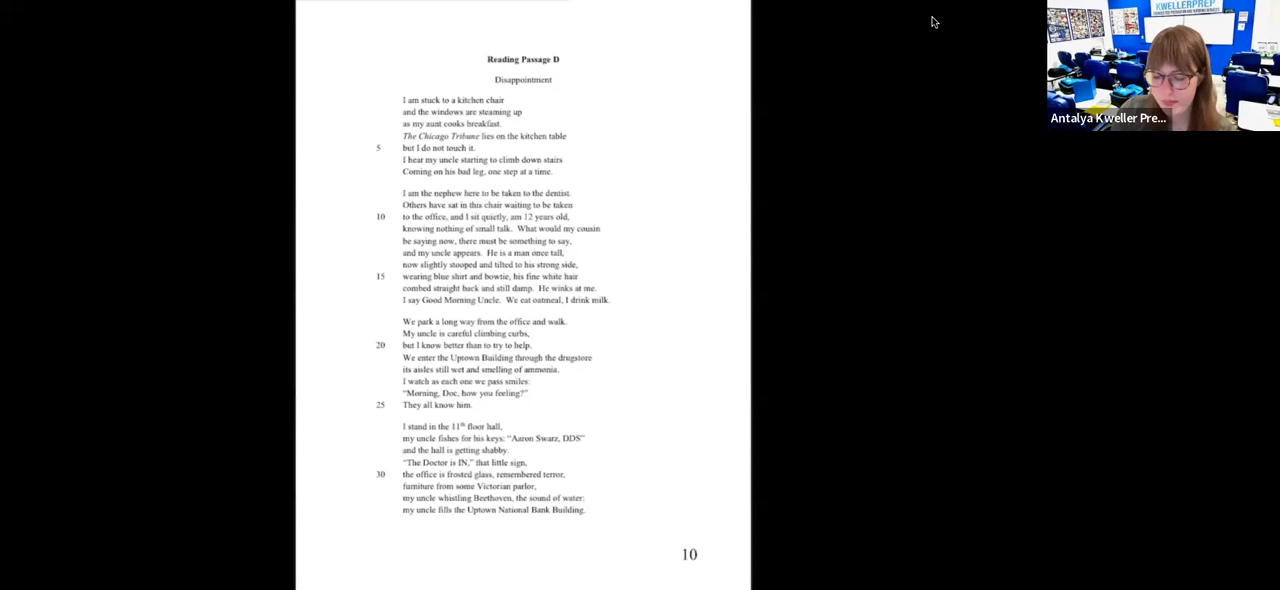 Reading Passage D
Disappointment
I am stuck to a kitchen chair
and the windows are steaming up
as my aunt cooks breakfast.
The Chicago Tribune lies on the kitchen table
5 but I do not touch it.
I hear my uncle starting to climb down stairs
Coming on his bad leg, one step at a time.
I am the nephew here to be taken to the dentist.
Others have sat in this chair waiting to be taken
10 to the office, and I sit quietly, am 12 years old,
knowing nothing of small talk. What would my cousin
be saying now, there must be something to say,
and my uncle appears. He is a man once tall,
now slightly stooped and tilted to his strong side,
15 wearing blue shirt and bowtie, his fine white hair
combed straight back and still damp. He winks at me.
I say Good Morning Uncle. We eat oatmeal, I drink milk.
We park a long way from the office and walk.
My uncle is careful climbing curbs,
20 but I know better than to try to help.
We enter the Uptown Building through the drugstore
its aisles still wet and smelling of ammonia.
I watch as each one we pass smiles:
"Morning, Doc, how you feeling?"
25 They all know him.
I stand in the 11th floor hall,
my uncle fishes for his keys: "Aaron Swarz, DDS"
and the hall is getting shabby.
"The Doctor is IN," that little sign,
30 the office is frosted glass, remembered terror,
furniture from some Victorian parlor,
my uncle whistling Beethoven, the sound of water:
my uncle fills the Uptown National Bank Building.
10
KWELLERPREP
Antalya Kweller Pre...